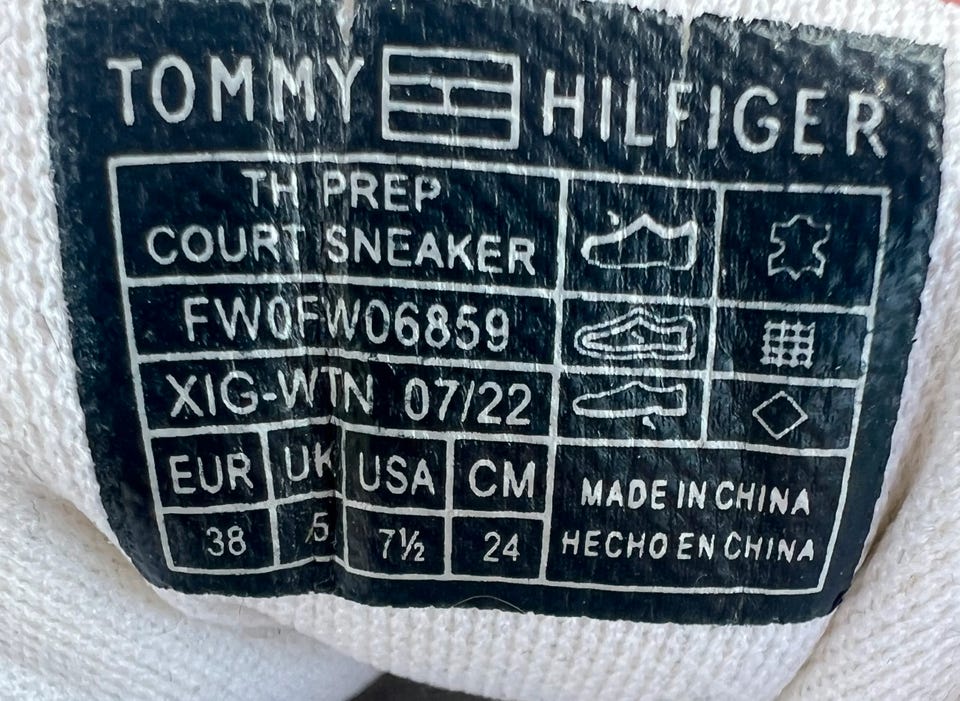 TOMMY HILFIGER
TH PREP
COURT SNEAKER
FW0FW06859
XIG-WTN 07/22
EUR UK USA CM
38 5 7½ 24
MADE IN CHINA
HECHO EN CHINA